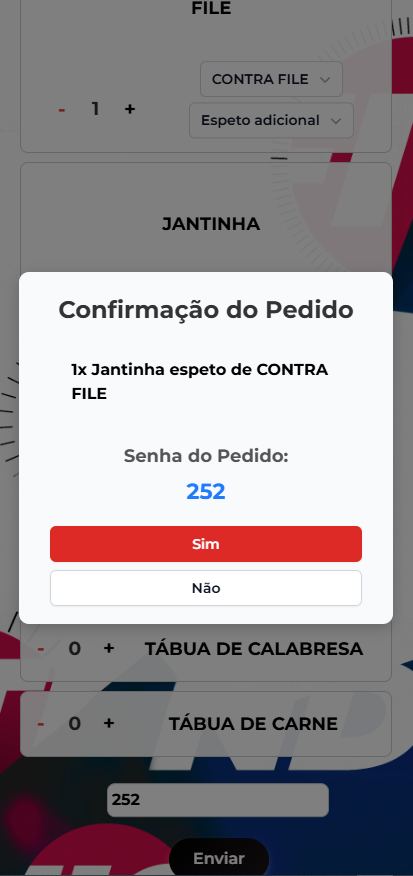 FILE
CONTRA FILE
- 1 +
Espeto adicional
JANTINHA
Confirmação do Pedido
1x Jantinha espeto de CONTRA
FILE
Senha do Pedido:
252
Sim
Não
- 0 + TÁBUA DE CALABRESA
- 0 + TÁBUA DE CARNE
252
Enviar